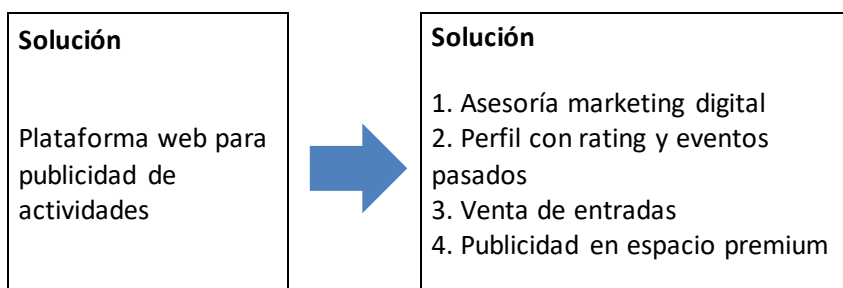 Solución
Plataforma web para
publicidad de
actividades
Solución
1. Asesoría marketing digital
2. Perfil con rating y eventos
pasados
3. Venta de entradas
4. Publicidad en espacio premium